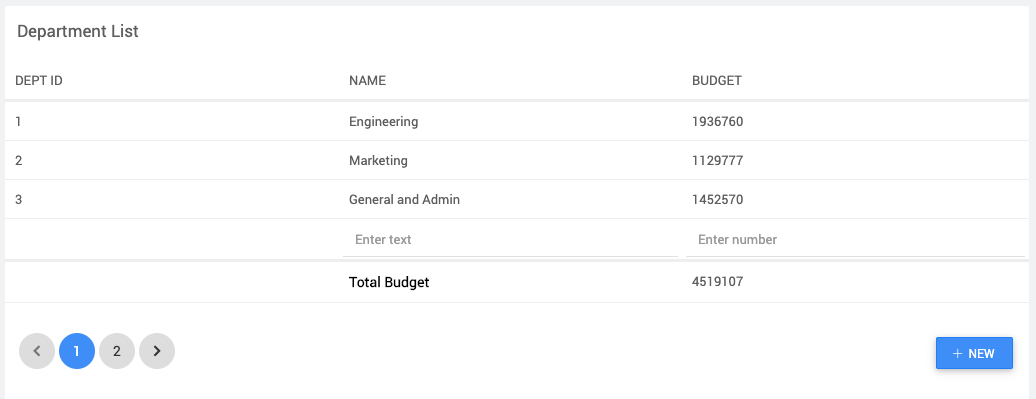 Department List
DEPT ID NAME BUDGET
1 Engineering 1936760
2 Marketing 1129777
3 General and Admin 1452570
Enter text Enter number
Total Budget 4519107
< 1 2 > + NEW